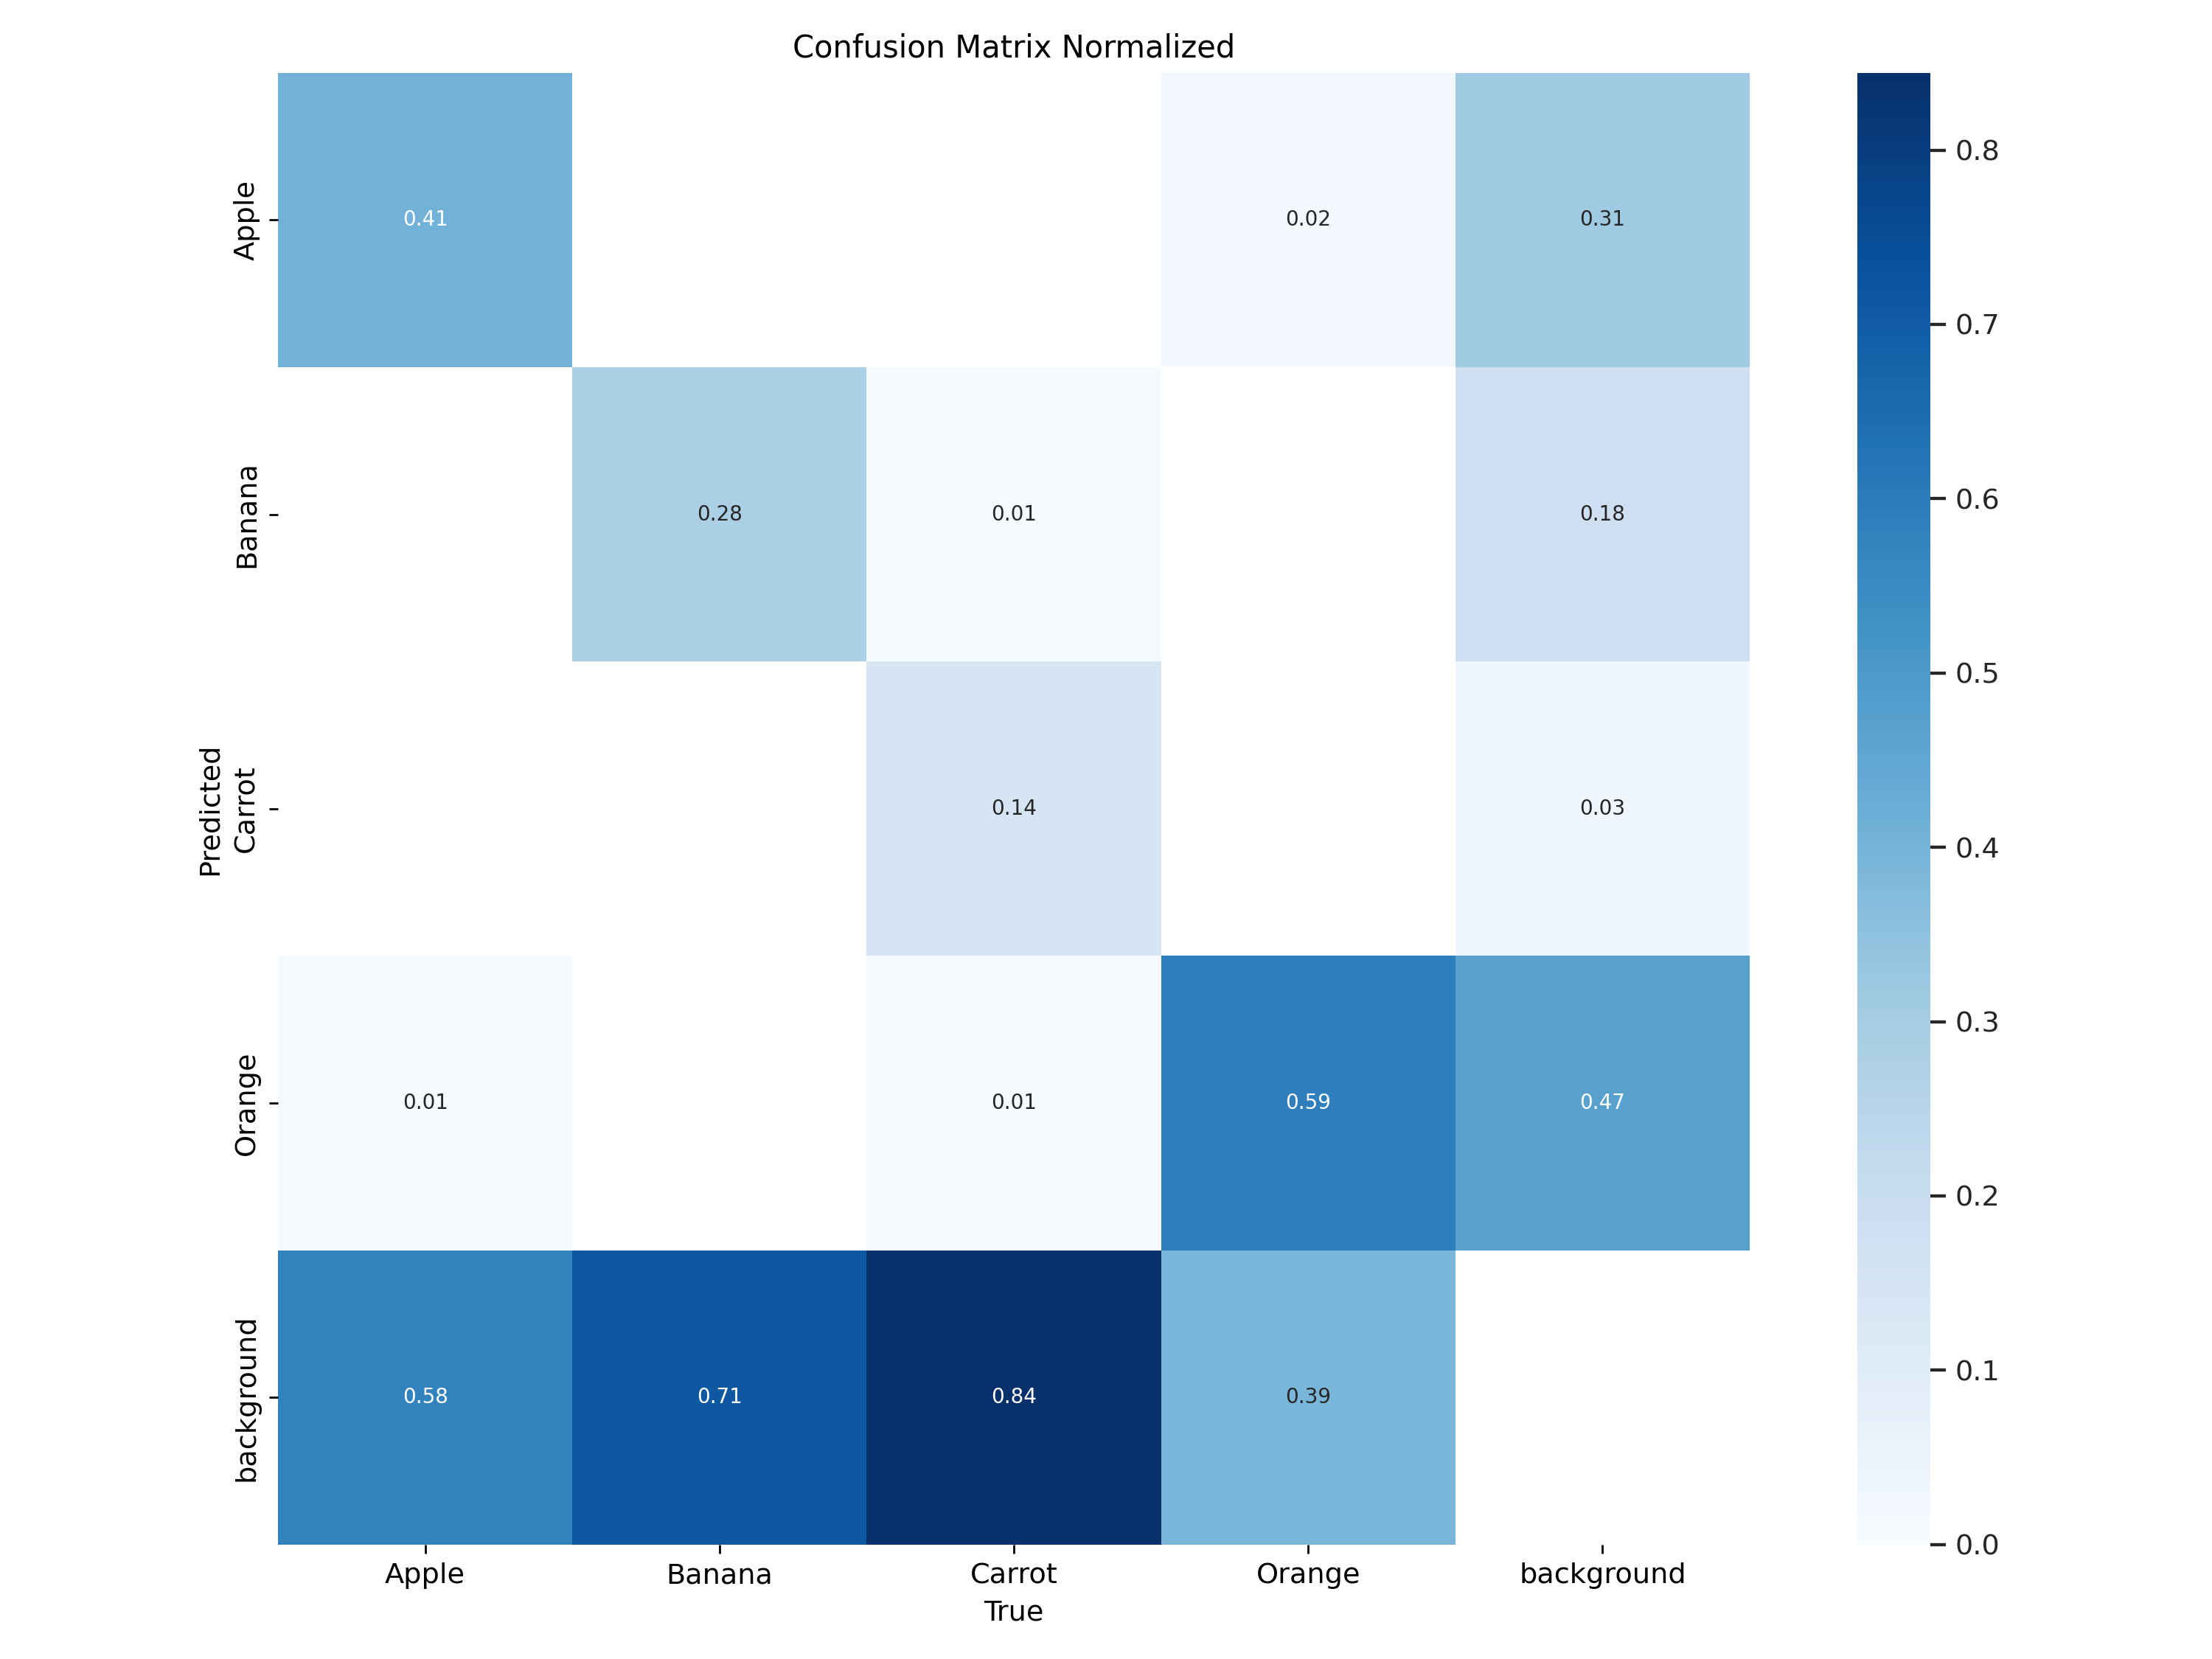 Confusion Matrix Normalized
Predicted
Apple
0.41
0.02
0.31
Banana
0.28
0.01
0.18
Carrot
0.14
0.03
Orange
0.01
0.01
0.59
0.47
background
0.58
0.71
0.84
0.39
Apple
Banana
Carrot
Orange
background
True
0.8
0.7
0.6
0.5
0.4
0.3
0.2
0.1
0.0